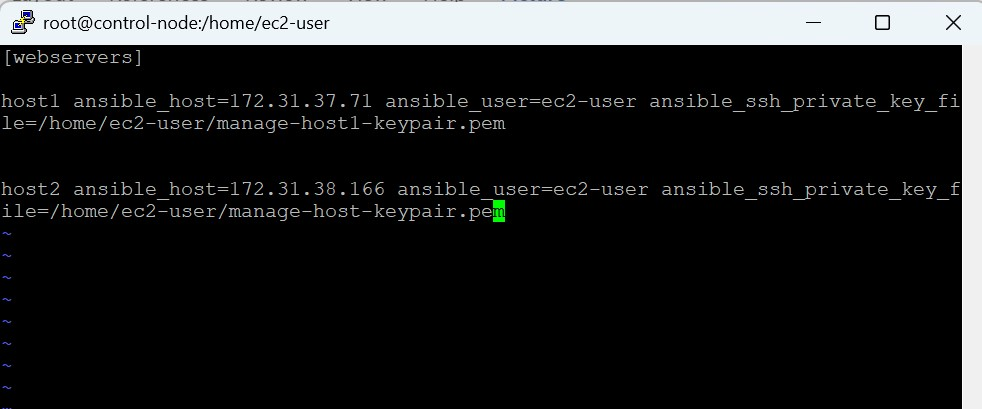 root@control-node:/home/ec2-user
[webservers]
host1 ansible_host=172.31.37.71 ansible_user=ec2-user ansible_ssh_private_key_fi
le=/home/ec2-user/manage-host1-keypair.pem
host2 ansible_host=172.31.38.166 ansible_user=ec2-user ansible_ssh_private_key_f
ile=/home/ec2-user/manage-host-keypair.pem
~
~
~
~
~
~
~
~